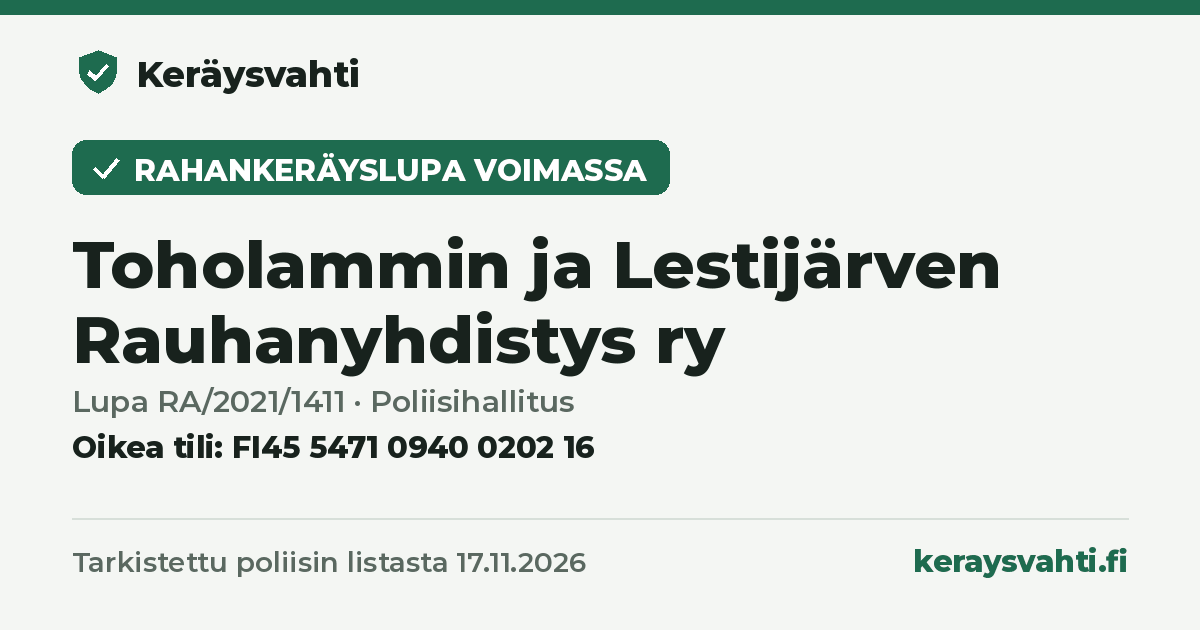 Keräysvahti
RAHANKERÄYSLUPA VOIMASSA
Toholammin ja Lestijärven
Rauhanyhdistys ry
Lupa RA/2021/1411 · Poliisihallitus
Oikea tili: FI45 5471 0940 0202 16
Tarkistettu poliisin listasta 17.11.2026
keraysvahti.fi